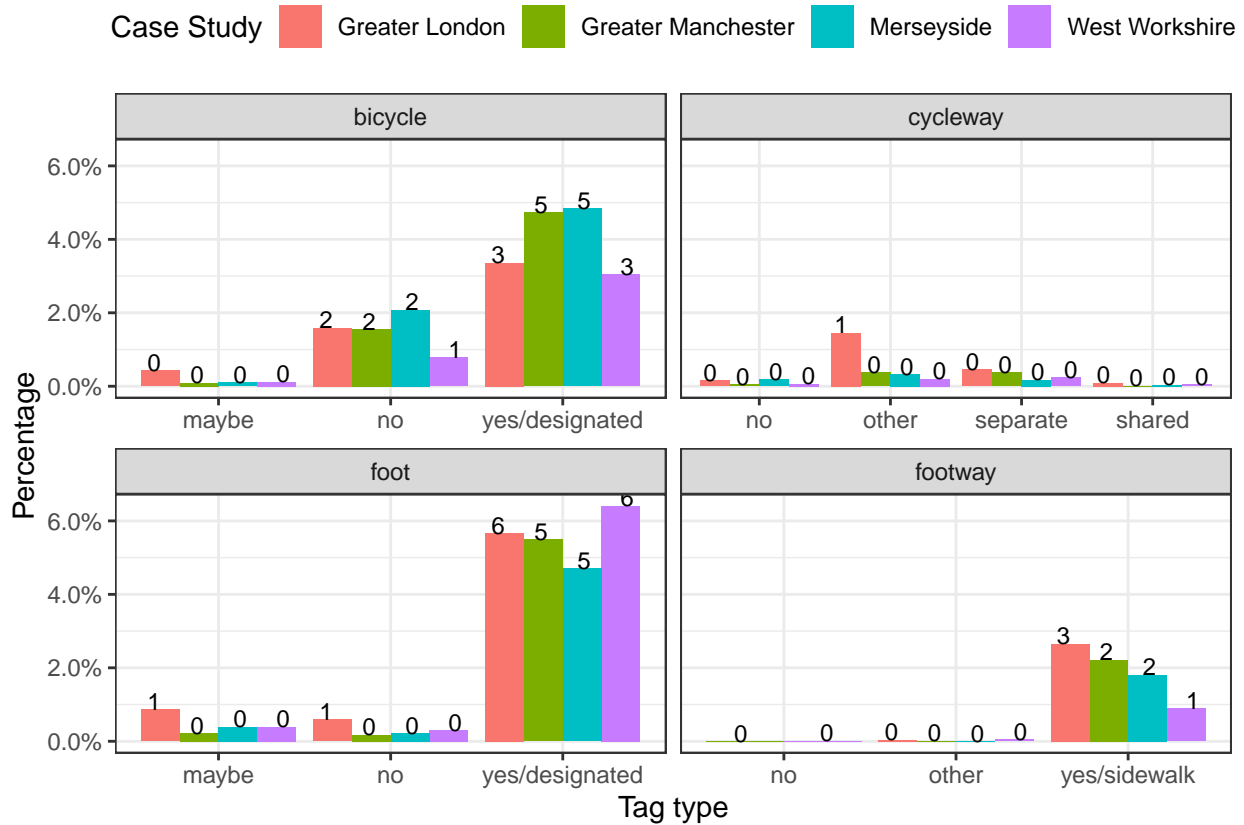 Case Study Greater London Greater Manchester Merseyside West Workshire
bicycle cycleway
Percentage
6.0%
4.0%
2.0%
0.0%
0 0 0 0 2 2 2 1 3 5 5 3
0 0 0 0 1 0 0 0 0 0 0 0 0 0 0 0
maybe no yes/designated no other separate shared
foot footway
6.0%
4.0%
2.0%
0.0%
1 0 0 0 1 0 0 0 6 5 5 6
0 0 0 0 0 0 3 2 2 1
maybe no yes/designated no other yes/sidewalk
Tag type